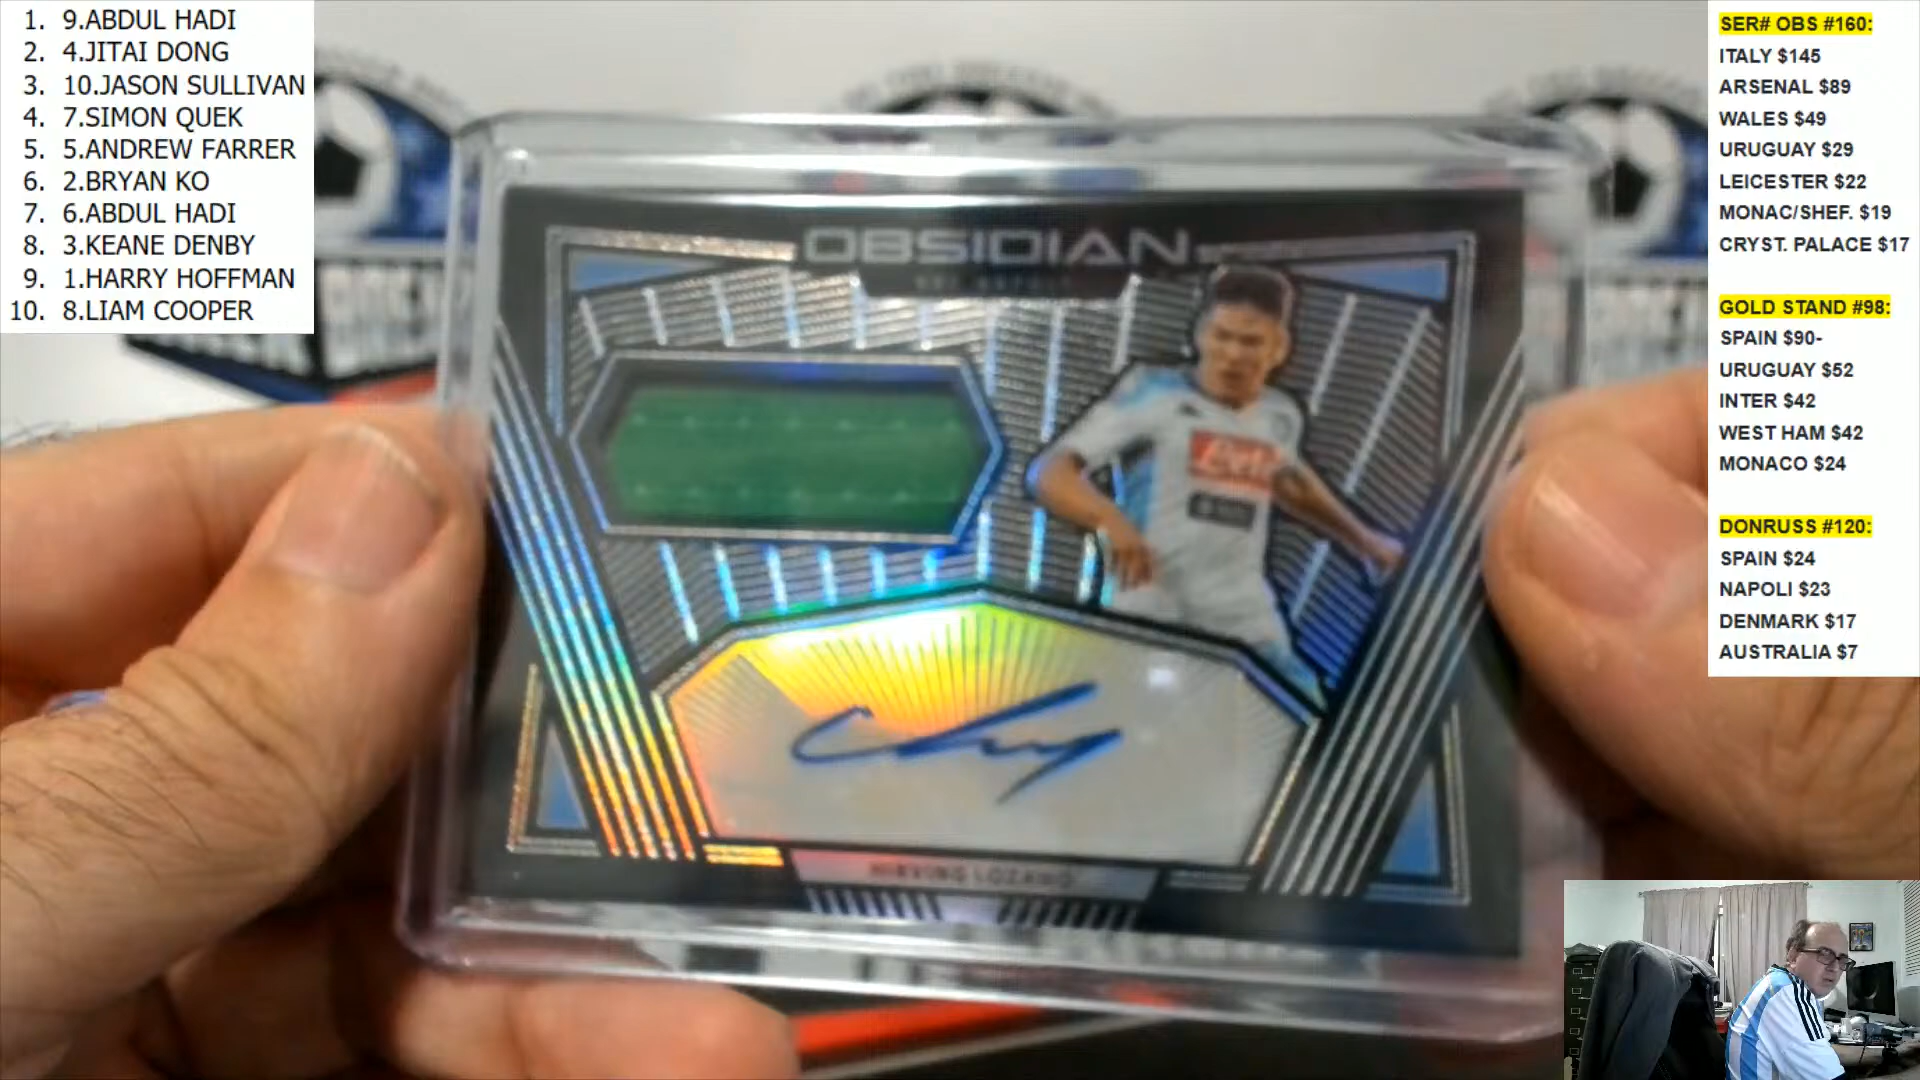 1. 9.ABDUL HADI
2. 4.JITAI DONG
3. 10.JASON SULLIVAN
4. 7.SIMON QUEK
5. 5.ANDREW FARRER
6. 2.BRYAN KO
7. 6.ABDUL HADI
8. 3.KEANE DENBY
9. 1.HARRY HOFFMAN
10. 8.LIAM COOPER
OBSIDIAN
HIRVING LOZANO
SER# OBS #160:
ITALY $145
ARSENAL $89
WALES $49
URUGUAY $29
LEICESTER $22
MONAC/SHEF. $19
CRYST. PALACE $17
GOLD STAND #98:
SPAIN $90-
URUGUAY $52
INTER $42
WEST HAM $42
MONACO $24
DONRUSS #120:
SPAIN $24
NAPOLI $23
DENMARK $17
AUSTRALIA $7